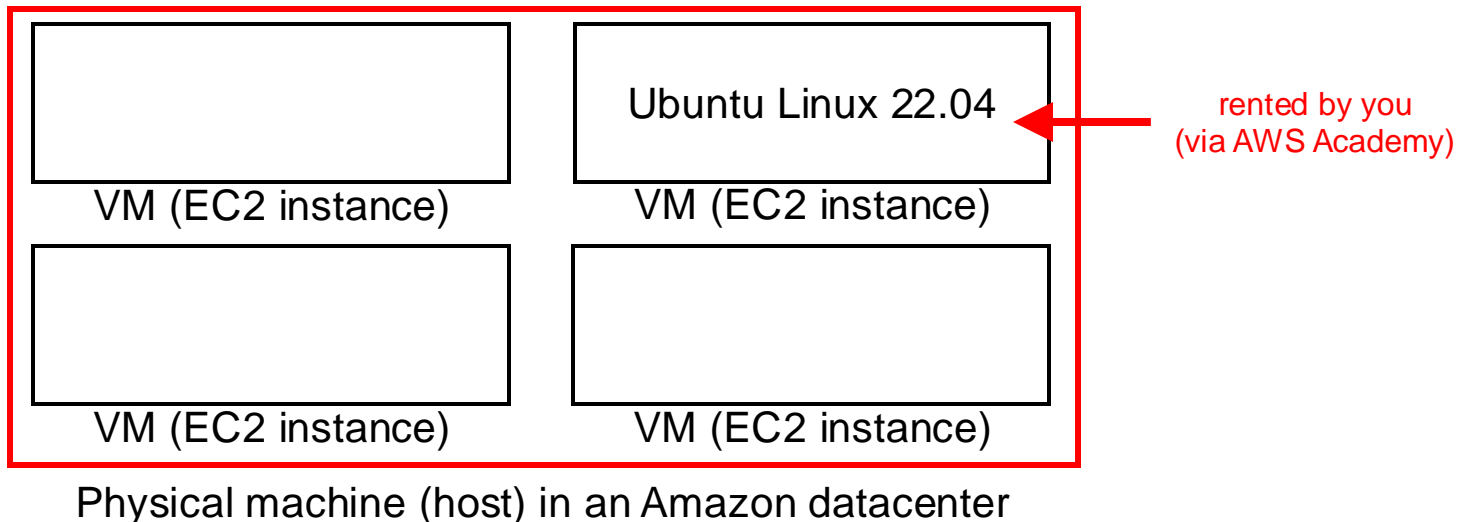 Ubuntu Linux 22.04
rented by you
(via AWS Academy)
VM (EC2 instance)
VM (EC2 instance)
VM (EC2 instance)
VM (EC2 instance)
Physical machine (host) in an Amazon datacenter